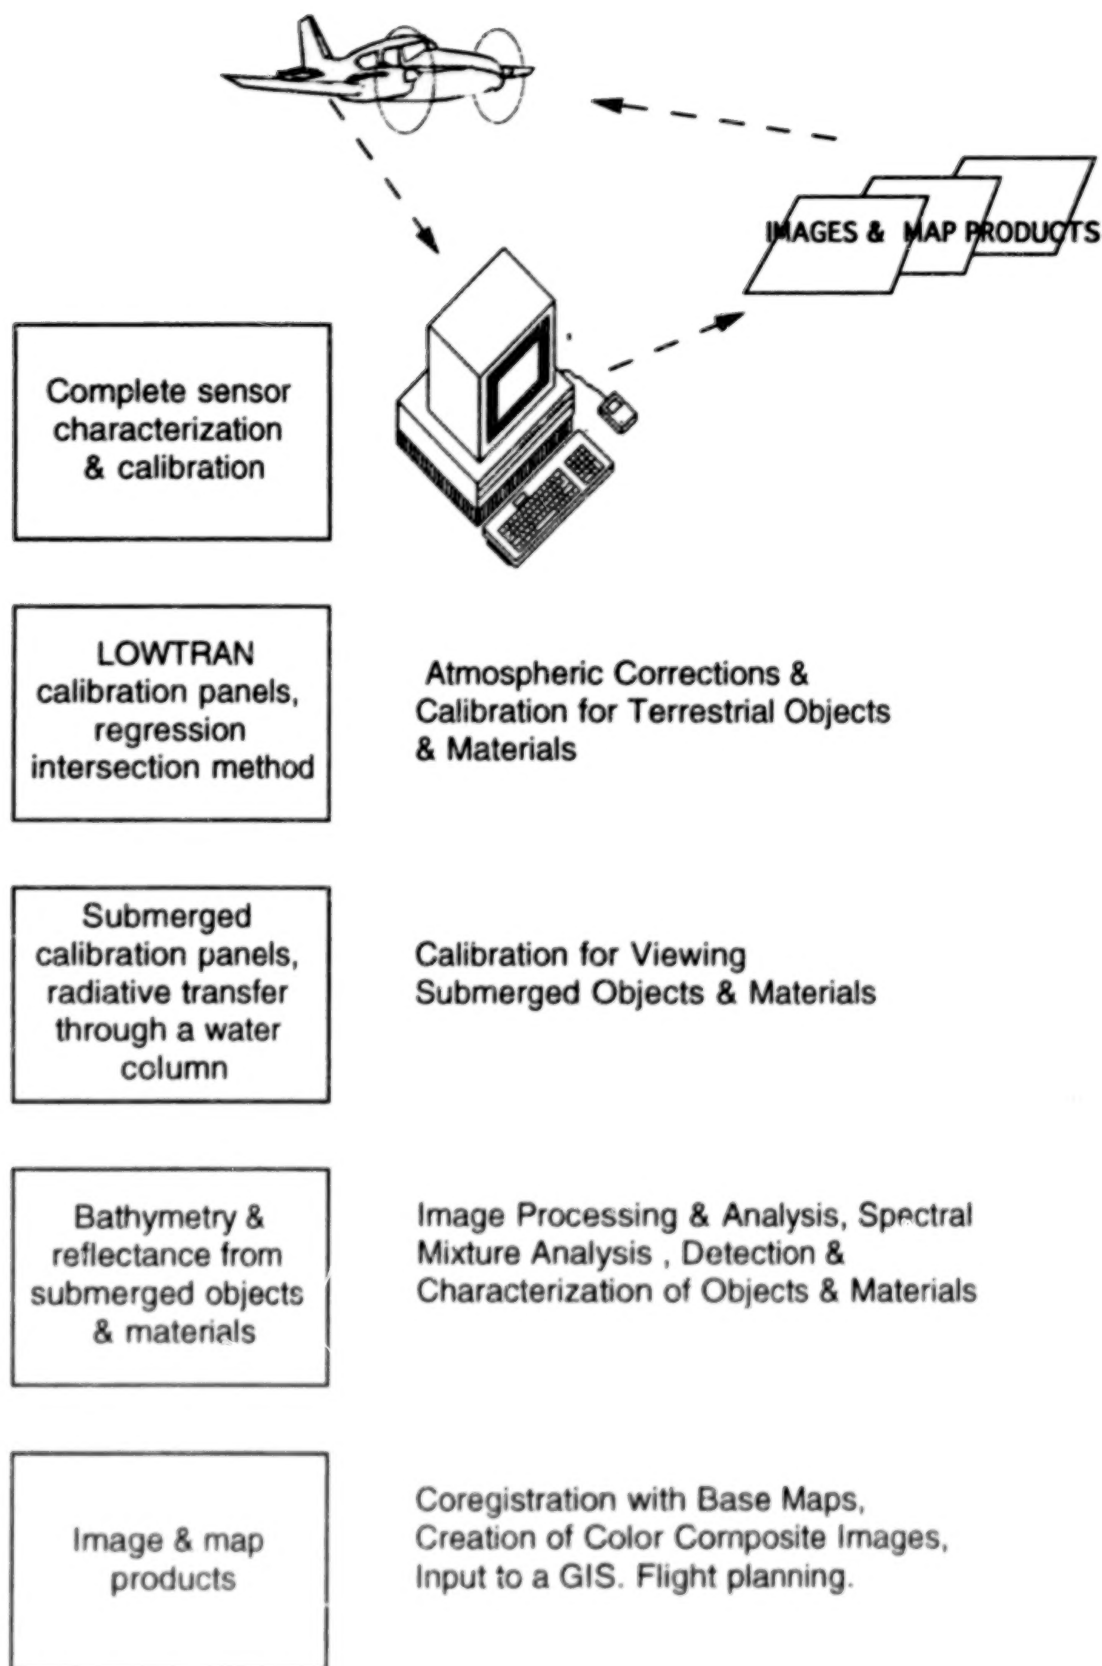 IMAGES & MAP PRODUCTS
Complete sensor
characterization
& calibration
LOWTRAN
calibration panels,
regression
intersection method
Atmospheric Corrections &
Calibration for Terrestrial Objects
& Materials
Submerged
calibration panels,
radiative transfer
through a water
column
Calibration for Viewing
Submerged Objects & Materials
Bathymetry &
reflectance from
submerged objects
& materials
Image Processing & Analysis, Spectral
Mixture Analysis , Detection &
Characterization of Objects & Materials
Image & map
products
Coregistration with Base Maps,
Creation of Color Composite Images,
Input to a GIS. Flight planning.